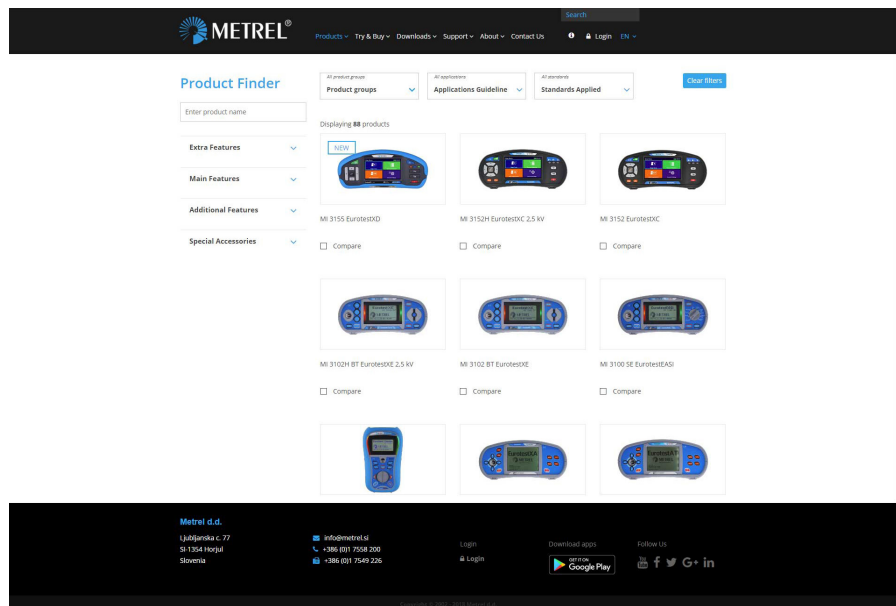 Search
METREL®
Products Try & Buy Downloads Support About Contact Us Login EN
Product Finder
All product groups
Product groups
All applications
Applications Guideline
All standards
Standards Applied
Clear filters
Enter product name
Displaying 88 products
Extra Features
Main Features
Additional Features
Special Accessories
NEW
MI 3155 EurotestXD
MI 3152H EurotestXC 2,5 kV
MI 3152 EurotestXC
Compare
Compare
Compare
MI 3102H BT EurotestXE 2,5 kV
MI 3102 BT EurotestXE
MI 3100 SE EurotestEASI
Compare
Compare
Compare
EurotestXA
EurotestAT
Metrel d.d.
Ljubljanska c. 77
SI-1354 Horjul
Slovenia
info@metrel.si
+386 (0)1 7558 200
+386 (0)1 7549 226
Login
Login
Download apps
GET IT ON
Google Play
Follow Us